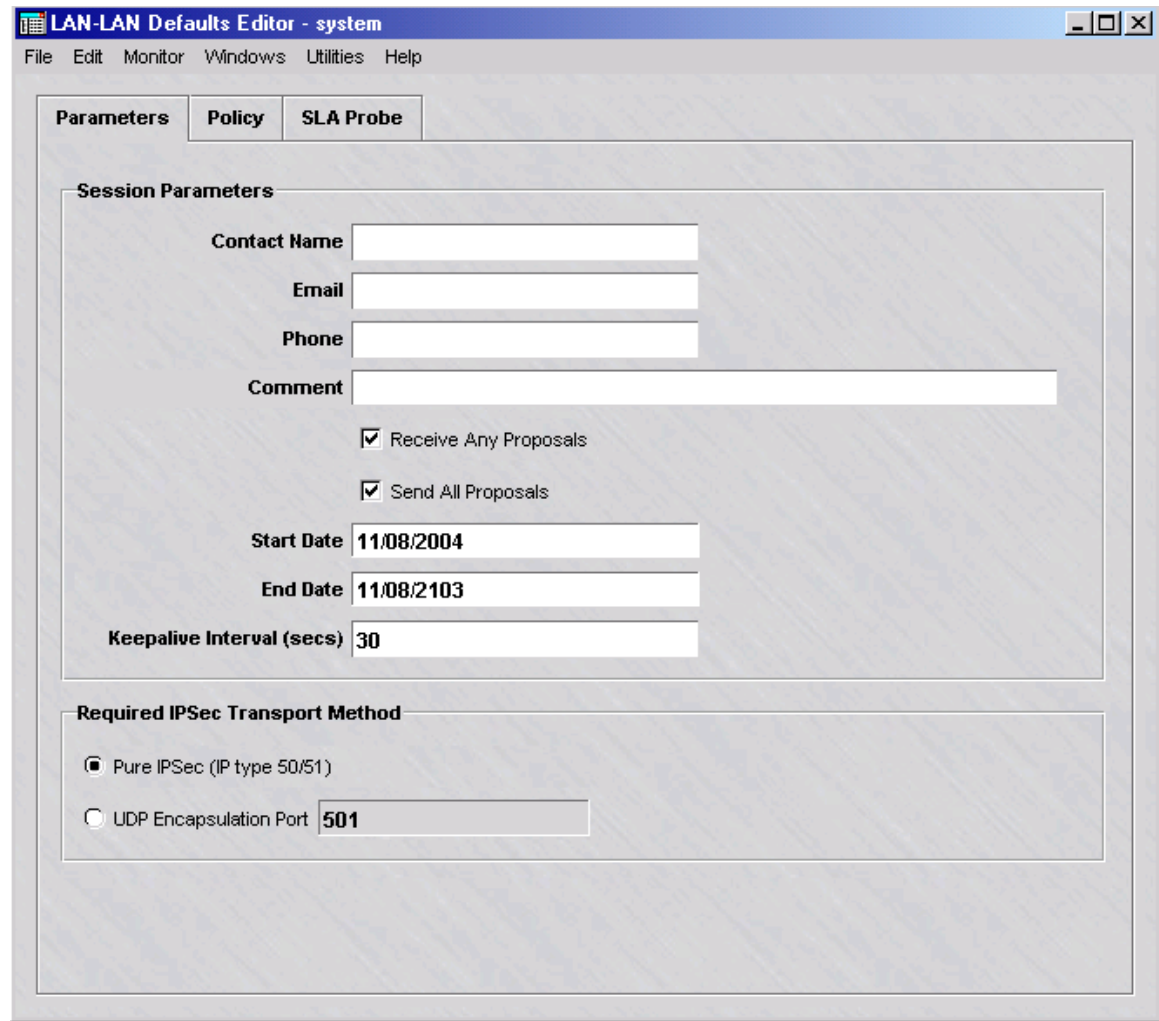 LAN-LAN Defaults Editor - system
File Edit Monitor Windows Utilities Help
Parameters Policy SLA Probe
Session Parameters
Contact Name
Email
Phone
Comment
Receive Any Proposals
Send All Proposals
Start Date 11/08/2004
End Date 11/08/2103
Keepalive Interval (secs) 30
Required IPSec Transport Method
Pure IPSec (IP type 50/51)
UDP Encapsulation Port 501